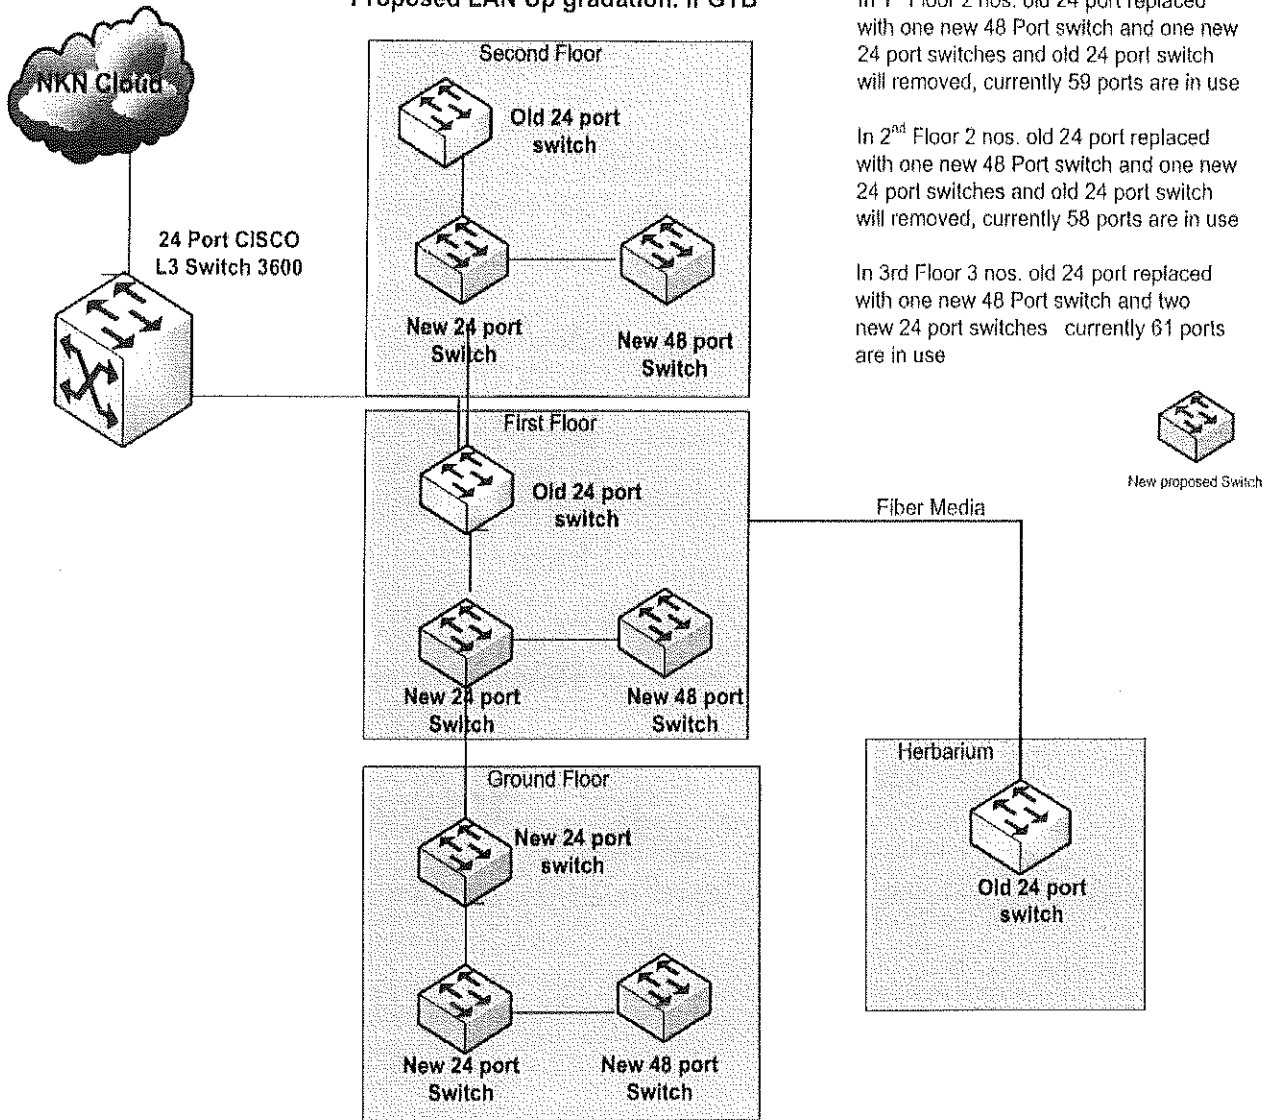 Proposed LAN Up gradation: IFGTB
NKN Cloud
24 Port CISCO
L3 Switch 3600
Second Floor
Old 24 port
switch
New 24 port
Switch
New 48 port
Switch
First Floor
Old 24 port
switch
New 24 port
Switch
New 48 port
Switch
Ground Floor
New 24 port
switch
New 24 port
Switch
New 48 port
Switch
In 1st Floor 2 nos. old 24 port replaced
with one new 48 Port switch and one new
24 port switches and old 24 port switch
will removed, currently 59 ports are in use
In 2nd Floor 2 nos. old 24 port replaced
with one new 48 Port switch and one new
24 port switches and old 24 port switch
will removed, currently 58 ports are in use
In 3rd Floor 3 nos. old 24 port replaced
with one new 48 Port switch and two
new 24 port switches currently 61 ports
are in use
New proposed Switch
Fiber Media
Herbarium
Old 24 port
switch